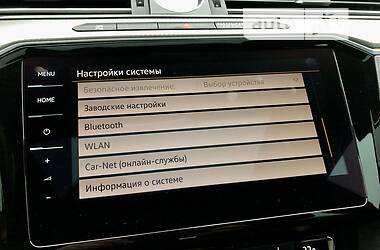 MENU
Настройки системы
Безопасное извлечение: Выбор устройства
HOME
Заводские настройки
Bluetooth
WLAN
Car-Net (онлайн-службы)
Информация о системе